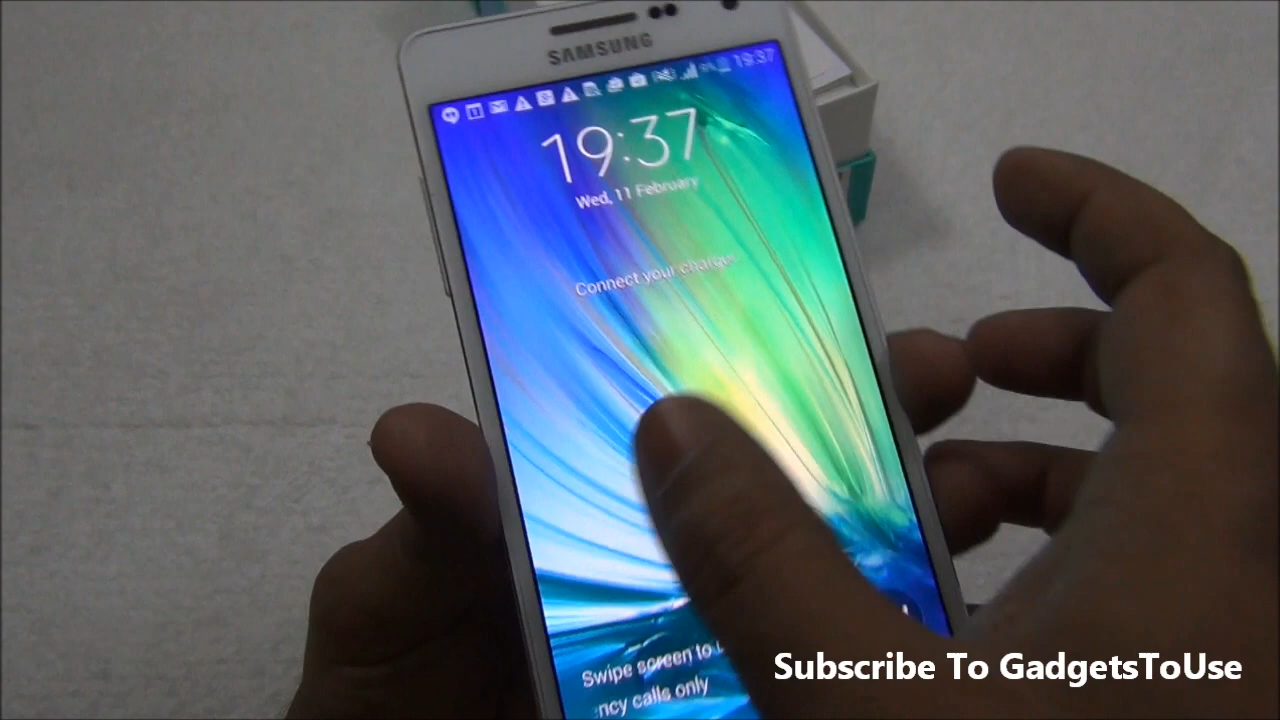 SAMSUNG
19:37
19:37
Wed, 11 February
Connect your charger
Swipe screen to
ncy calls only
Subscribe To GadgetsToUse